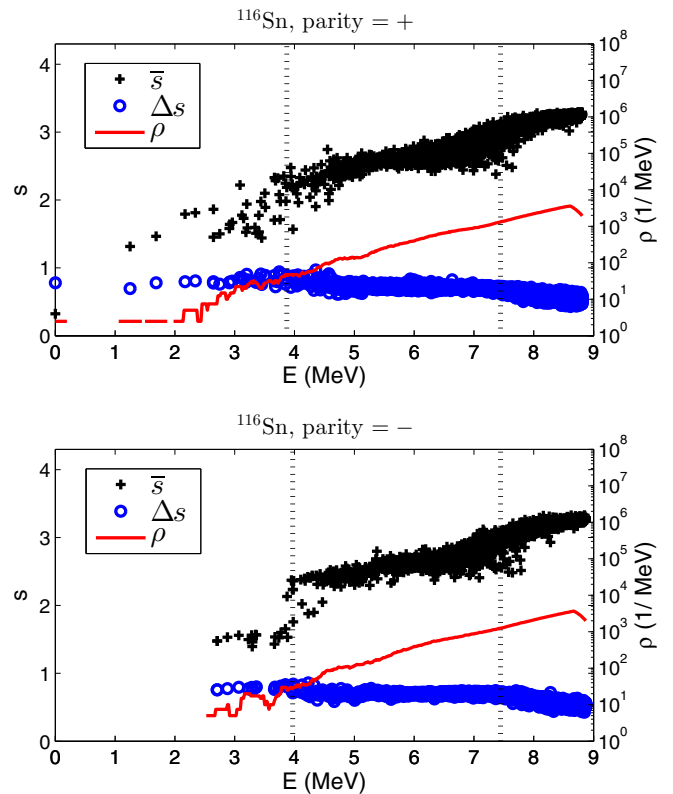 ¹¹⁶Sn, parity = +
s̅
Δs
ρ
0 1 2 3 4
s
10⁰ 10¹ 10² 10³ 10⁴ 10⁵ 10⁶ 10⁷ 10⁸
ρ (1/ MeV)
0 1 2 3 4 5 6 7 8 9
E (MeV)
¹¹⁶Sn, parity = −
s̅
Δs
ρ
0 1 2 3 4
s
10⁰ 10¹ 10² 10³ 10⁴ 10⁵ 10⁶ 10⁷ 10⁸
ρ (1/ MeV)
0 1 2 3 4 5 6 7 8 9
E (MeV)